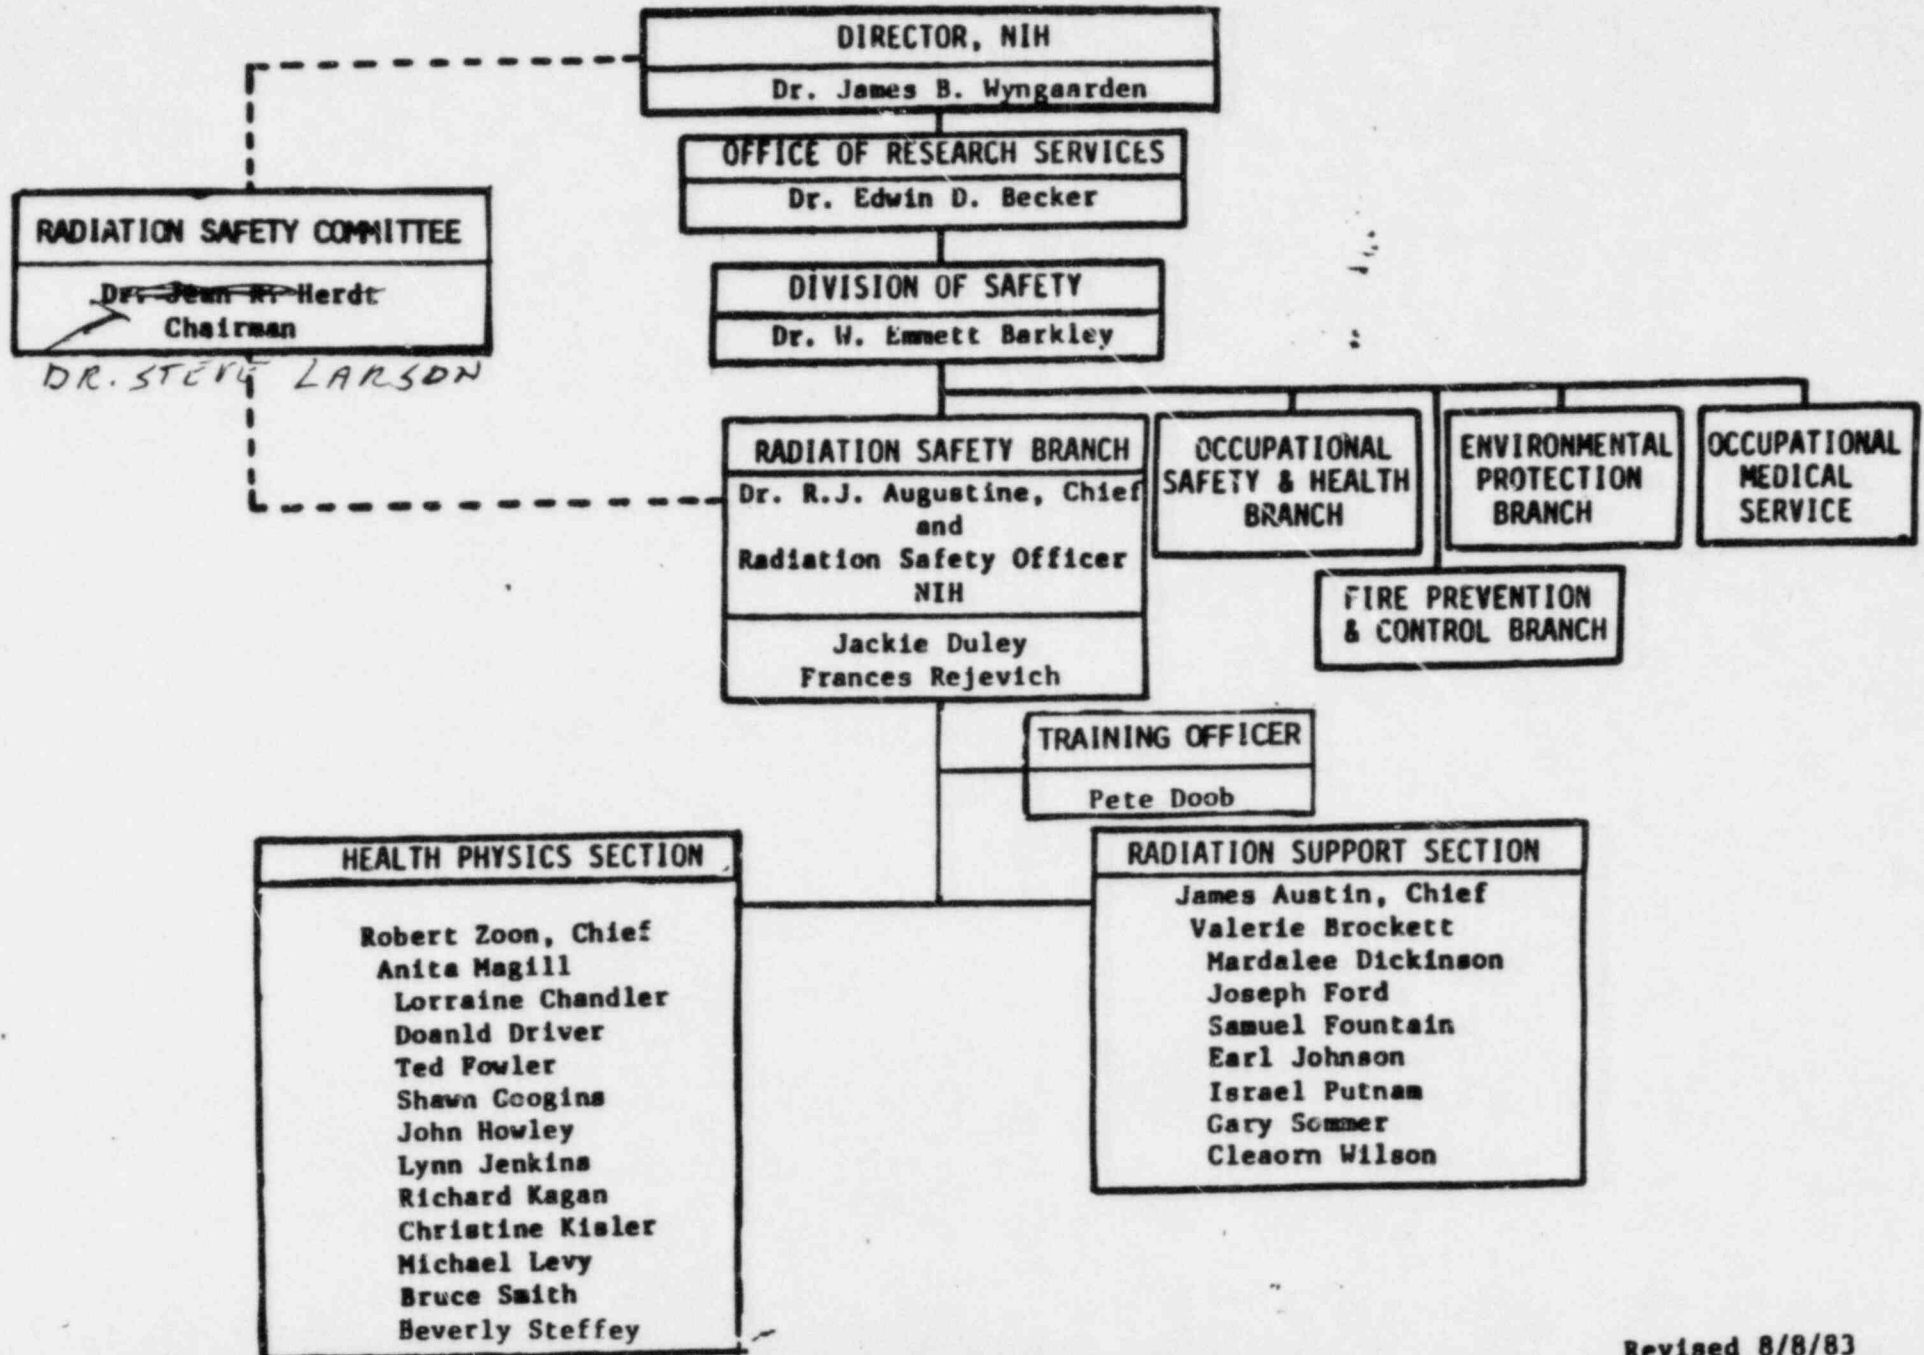 DIRECTOR, NIH
Dr. James B. Wyngaarden
OFFICE OF RESEARCH SERVICES
Dr. Edwin D. Becker
RADIATION SAFETY COMMITTEE
Dr. Jean R. Herdt
Chairman
DR. STEVE LARSON
DIVISION OF SAFETY
Dr. W. Emmett Barkley
RADIATION SAFETY BRANCH
Dr. R.J. Augustine, Chief
and
Radiation Safety Officer
NIH
Jackie Duley
Frances Rejevich
OCCUPATIONAL
SAFETY & HEALTH
BRANCH
ENVIRONMENTAL
PROTECTION
BRANCH
OCCUPATIONAL
MEDICAL
SERVICE
FIRE PREVENTION
& CONTROL BRANCH
TRAINING OFFICER
Pete Doob
HEALTH PHYSICS SECTION
Robert Zoon, Chief
Anita Magill
Lorraine Chandler
Doanld Driver
Ted Fowler
Shawn Googins
John Howley
Lynn Jenkins
Richard Kagan
Christine Kisler
Michael Levy
Bruce Smith
Beverly Steffey
RADIATION SUPPORT SECTION
James Austin, Chief
Valerie Brockett
Mardalee Dickinson
Joseph Ford
Samuel Fountain
Earl Johnson
Israel Putnam
Gary Sommer
Cleaorn Wilson
Revised 8/8/83